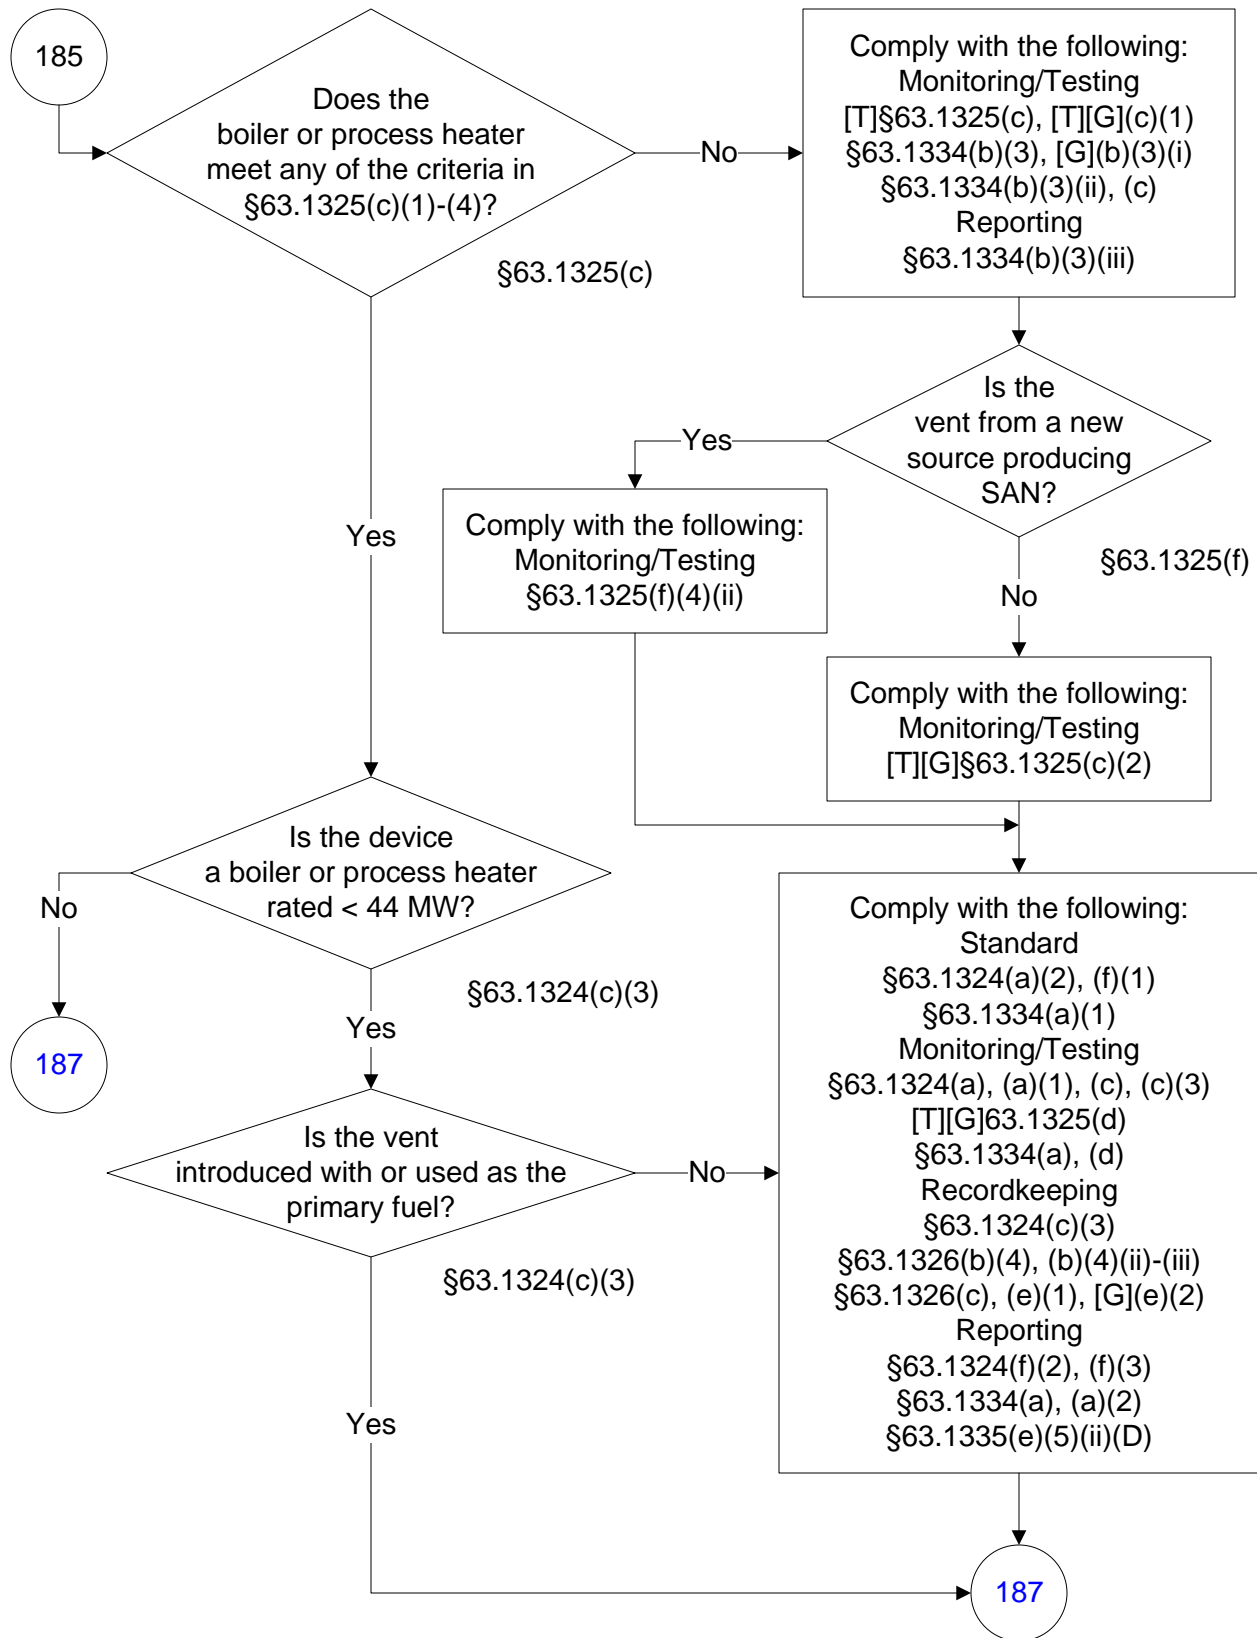 185
Does the
boiler or process heater
meet any of the criteria in
§63.1325(c)(1)-(4)?
§63.1325(c)
No
Comply with the following:
Monitoring/Testing
[T]§63.1325(c), [T][G](c)(1)
§63.1334(b)(3), [G](b)(3)(i)
§63.1334(b)(3)(ii), (c)
Reporting
§63.1334(b)(3)(iii)
Is the
vent from a new
source producing
SAN?
§63.1325(f)
Yes
Comply with the following:
Monitoring/Testing
§63.1325(f)(4)(ii)
No
Comply with the following:
Monitoring/Testing
[T][G]§63.1325(c)(2)
Yes
Is the device
a boiler or process heater
rated < 44 MW?
§63.1324(c)(3)
No
187
Yes
Is the vent
introduced with or used as the
primary fuel?
§63.1324(c)(3)
No
Comply with the following:
Standard
§63.1324(a)(2), (f)(1)
§63.1334(a)(1)
Monitoring/Testing
§63.1324(a), (a)(1), (c), (c)(3)
[T][G]63.1325(d)
§63.1334(a), (d)
Recordkeeping
§63.1324(c)(3)
§63.1326(b)(4), (b)(4)(ii)-(iii)
§63.1326(c), (e)(1), [G](e)(2)
Reporting
§63.1324(f)(2), (f)(3)
§63.1334(a), (a)(2)
§63.1335(e)(5)(ii)(D)
Yes
187